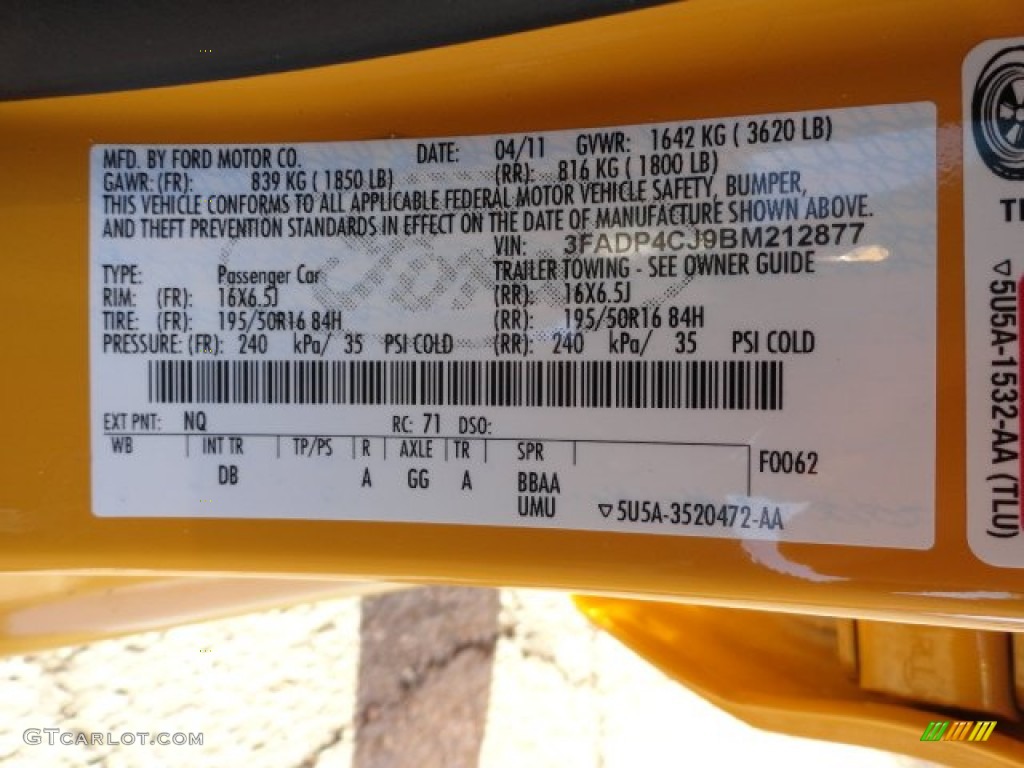 MFD. BY FORD MOTOR CO. DATE: 04/11 GVWR: 1642 KG ( 3620 LB)
GAWR: (FR): 839 KG ( 1850 LB) (RR): 816 KG ( 1800 LB)
THIS VEHICLE CONFORMS TO ALL APPLICABLE FEDERAL MOTOR VEHICLE SAFETY, BUMPER,
AND THEFT PREVENTION STANDARDS IN EFFECT ON THE DATE OF MANUFACTURE SHOWN ABOVE.
VIN: 3FADP4CJ9BM212877
TYPE: Passenger Car TRAILER TOWING - SEE OWNER GUIDE
RIM: (FR): 16X6.5J (RR): 16X6.5J
TIRE: (FR): 195/50R16 84H (RR): 195/50R16 84H
PRESSURE: (FR): 240 kPa/ 35 PSI COLD (RR): 240 kPa/ 35 PSI COLD
EXT PNT: NQ RC: 71 DSO:
WB INT TR TP/PS R AXLE TR SPR
DB A GG A BBAA F0062
UMU ▽5U5A-3520472-AA
▽5U5A-1532-AA (TLU)
Ford
GTCARLOT.COM